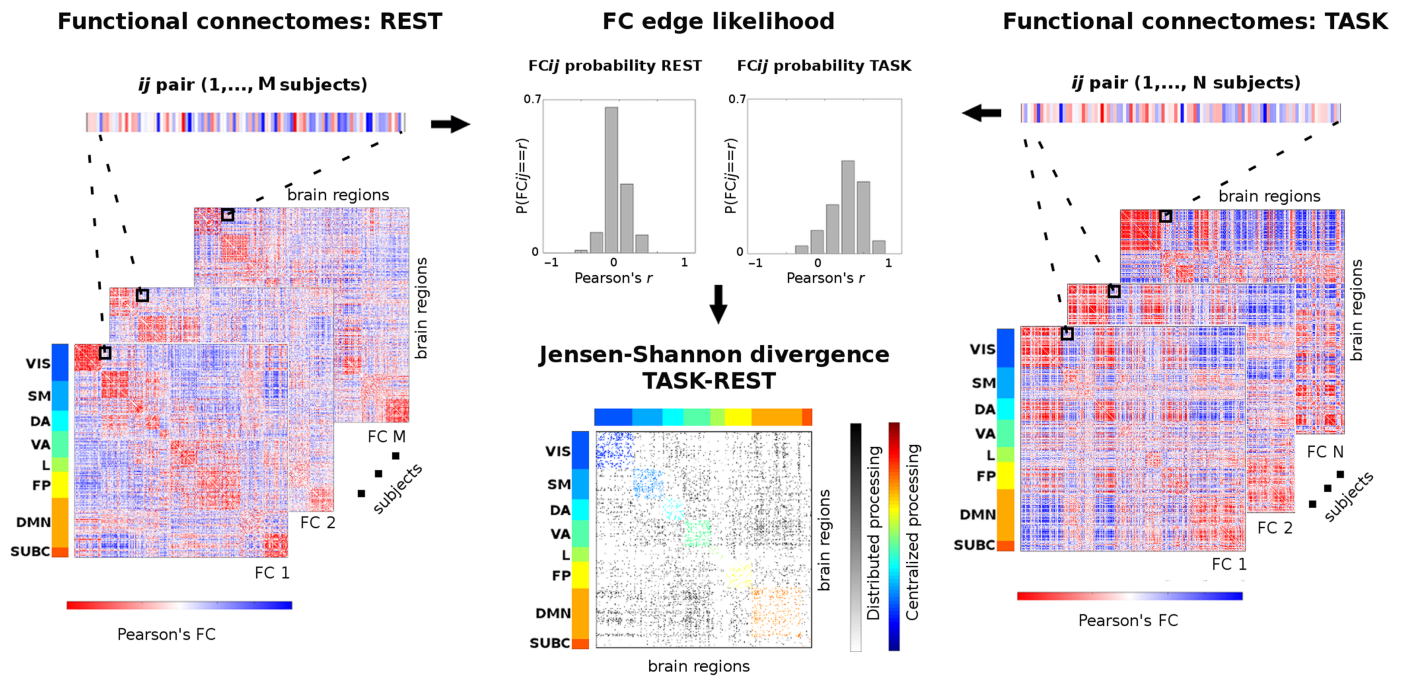 Functional connectomes: REST
ij pair (1,..., M subjects)
brain regions
brain regions
VIS
SM
DA
VA
L
FP
DMN
SUBC
FC M
FC 2
FC 1
subjects
Pearson's FC
FC edge likelihood
FCij probability REST
0.7
0
P(FCij==r)
−1
0
1
Pearson's r
FCij probability TASK
0.7
0
P(FCij==r)
−1
0
1
Pearson's r
Jensen-Shannon divergence
TASK-REST
VIS
SM
DA
VA
L
FP
DMN
SUBC
brain regions
brain regions
Distributed processing
Centralized processing
Functional connectomes: TASK
ij pair (1,..., N subjects)
brain regions
brain regions
VIS
SM
DA
VA
L
FP
DMN
SUBC
FC N
FC 2
FC 1
subjects
Pearson's FC